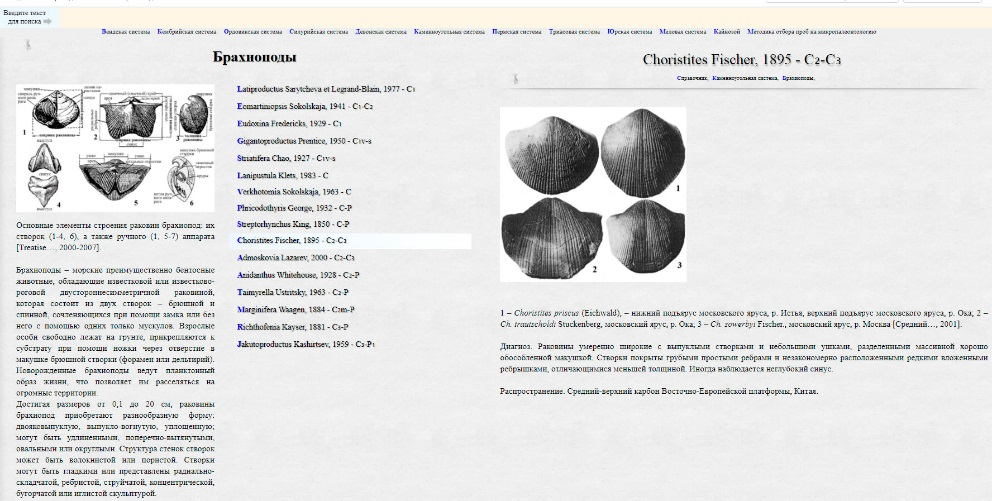 Введите текст
для поиска
Вендская система Кембрийская система Ордовикская система Силурийская система Девонская система Каменноугольная система Пермская система Триасовая система Юрская система Меловая система Кайнозой Методика отбора проб на микропалеонтологию
Брахиоподы
Основные элементы строения раковин брахиопод: их
створок (1-4, 6), а также ручного (1, 5-7) аппарата
[Treatise…, 2000-2007].
Брахиоподы – морские преимущественно бентосные
животные, обладающие известковой или известково-
роговой двустороннесимметричной раковиной,
которая состоит из двух створок – брюшной и
спинной, сочленяющихся при помощи замка или без
него с помощью одних только мускулов. Взрослые
особи свободно лежат на грунте, прикрепляются к
субстрату при помощи ножки через отверстие в
макушке брюшной створки (форамен или дельтирий).
Новорожденные брахиоподы ведут планктонный
образ жизни, что позволяет им расселяться на
огромные территории.
Достигая размеров от 0,1 до 20 см, раковины
брахиопод приобретают разнообразную форму:
двояковыпуклую, выпукло-вогнутую, уплощенную;
могут быть удлиненными, поперечно-вытянутыми,
овальными или округлыми. Структура стенок створок
может быть волокнистой или пористой. Створки
могут быть гладкими или представлены радиально-
складчатой, ребристой, струйчатой, концентрической,
бугорчатой или иглистой скульптурой.
Latiproductus Sarytcheva et Legrand-Blain, 1977 - C1
Eomartiniopsis Sokolskaja, 1941 - C1-C2
Eudoxina Fredericks, 1929 - C1
Gigantoproductus Prentice, 1950 - C1v-s
Striatifera Chao, 1927 - C1v-s
Lanipustula Klets, 1983 - C
Verkhotomia Sokolskaja, 1963 - C
Phricodothyris George, 1932 - C-P
Streptorhynchus King, 1850 - C-P
Choristites Fischer, 1895 - C2-C3
Admoskovia Lazarev, 2000 - C2-C3
Anidanthus Whitehouse, 1928 - C2-P
Taimyrella Ustritsky, 1963 - C2-P
Marginifera Waagen, 1884 - C2m-P
Richthofenia Kayser, 1881 - C3-P
Jakutoproductus Kashirtsev, 1959 - C3-P1
Choristites Fischer, 1895 - C2-C3
Справочник, Каменноугольная система, Брахиоподы,
1
2
3
1 – Choristites priscus (Eichwald), – нижний подъярус московского яруса, р. Истья, верхний подъярус московского яруса, р. Ока; 2 –
Ch. trautscholdi Stuckenberg, московский ярус, р. Ока; 3 – Ch. sowerbyi Fischer., московский ярус, р. Москва [Средний…, 2001].
Диагноз. Раковины умеренно широкие с выпуклыми створками и небольшими ушками, разделенными массивной хорошо
обособленной макушкой. Створки покрыты грубыми простыми ребрами и незакономерно расположенными редкими вложенными
ребрышками, отличающимися меньшей толщиной. Иногда наблюдается неглубокий синус.
Распространение. Средний-верхний карбон Восточно-Европейской платформы, Китая.